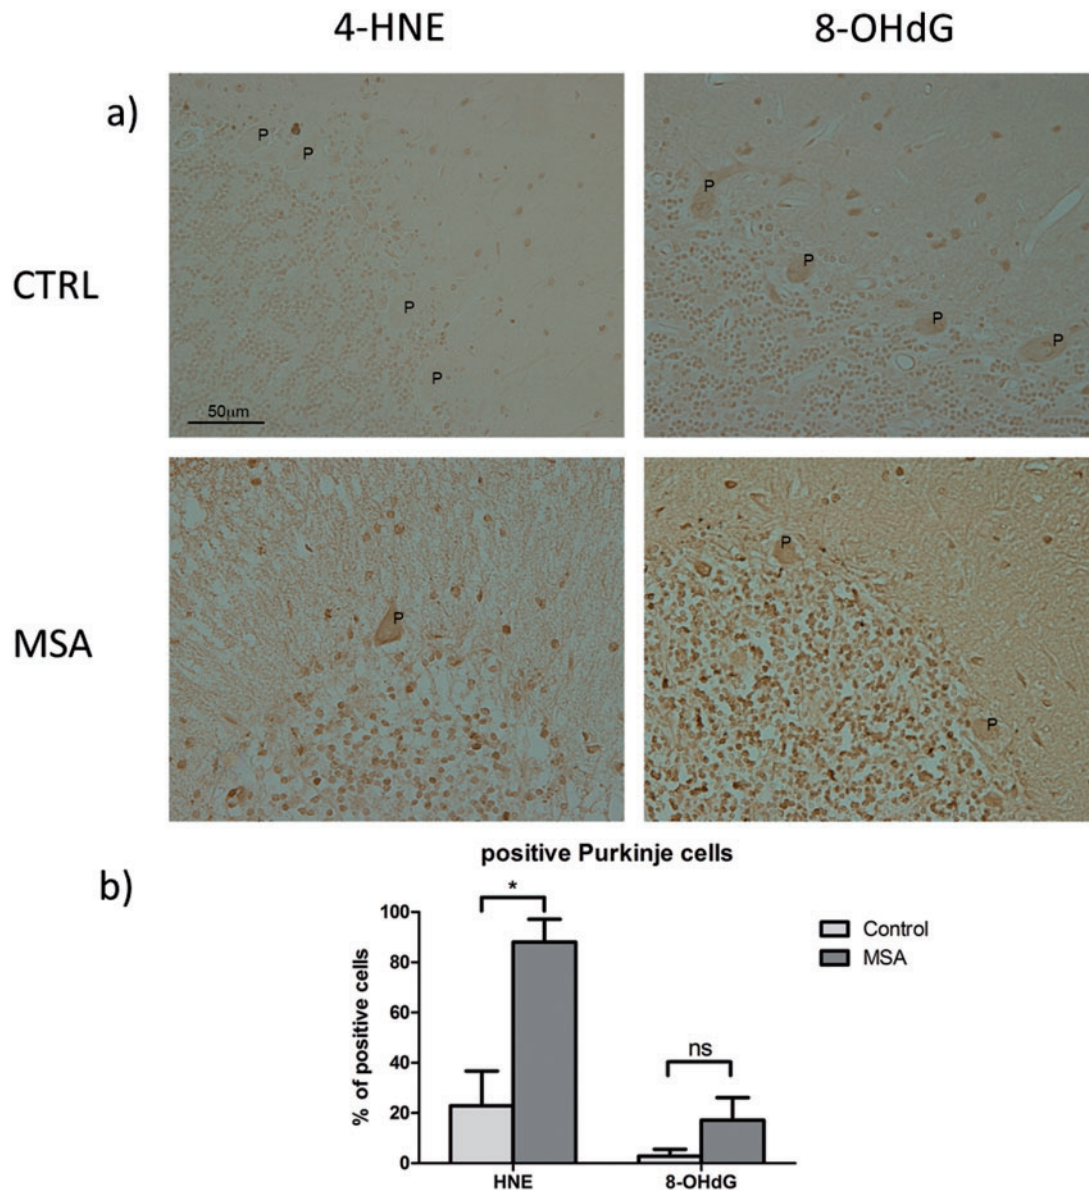 4-HNE 8-OHdG
a)
CTRL
P P P P
50μm
P P P P
MSA
P
P P
b)
positive Purkinje cells
* ns
% of positive cells
100
80
60
40
20
0
HNE 8-OHdG
Control
MSA